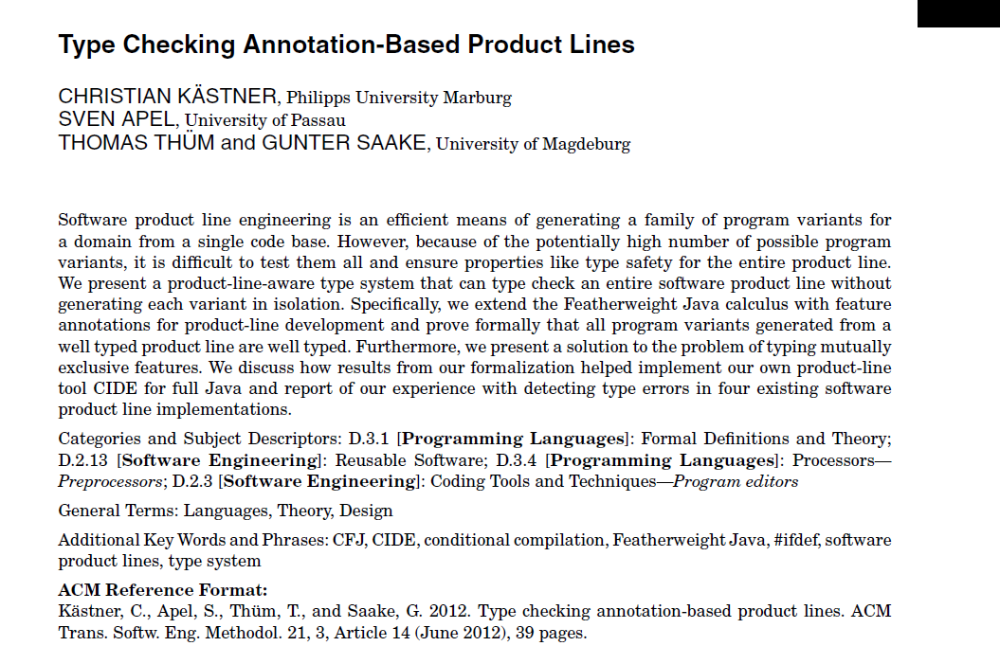 Type Checking Annotation-Based Product Lines
CHRISTIAN KÄSTNER, Philipps University Marburg
SVEN APEL, University of Passau
THOMAS THÜM and GUNTER SAAKE, University of Magdeburg
Software product line engineering is an efficient means of generating a family of program variants for
a domain from a single code base. However, because of the potentially high number of possible program
variants, it is difficult to test them all and ensure properties like type safety for the entire product line.
We present a product-line-aware type system that can type check an entire software product line without
generating each variant in isolation. Specifically, we extend the Featherweight Java calculus with feature
annotations for product-line development and prove formally that all program variants generated from a
well typed product line are well typed. Furthermore, we present a solution to the problem of typing mutually
exclusive features. We discuss how results from our formalization helped implement our own product-line
tool CIDE for full Java and report of our experience with detecting type errors in four existing software
product line implementations.
Categories and Subject Descriptors: D.3.1 [Programming Languages]: Formal Definitions and Theory;
D.2.13 [Software Engineering]: Reusable Software; D.3.4 [Programming Languages]: Processors—
Preprocessors; D.2.3 [Software Engineering]: Coding Tools and Techniques—Program editors
General Terms: Languages, Theory, Design
Additional Key Words and Phrases: CFJ, CIDE, conditional compilation, Featherweight Java, #ifdef, software
product lines, type system
ACM Reference Format:
Kästner, C., Apel, S., Thüm, T., and Saake, G. 2012. Type checking annotation-based product lines. ACM
Trans. Softw. Eng. Methodol. 21, 3, Article 14 (June 2012), 39 pages.